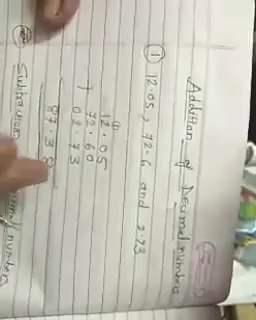 Addition of Decimal numbers
① 12.05, 72.6 and 2.73
12.05
72.60
02.73
87.38
Subtraction